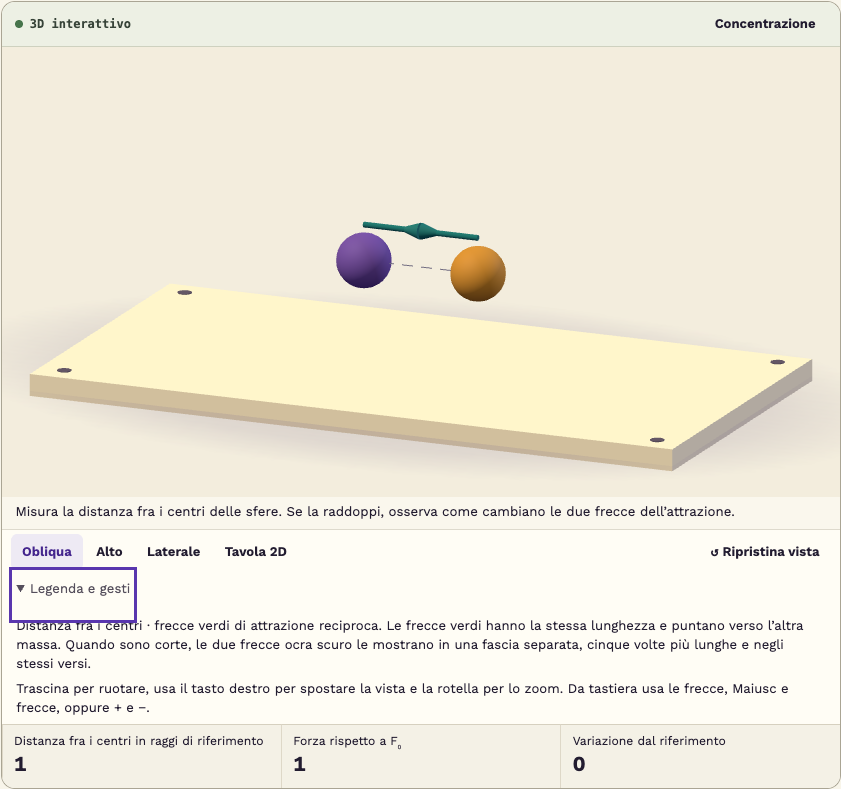 3D interattivo
Concentrazione
Misura la distanza fra i centri delle sfere. Se la raddoppi, osserva come cambiano le due frecce dell’attrazione.
Obliqua Alto Laterale Tavola 2D ↺ Ripristina vista
▼ Legenda e gesti
Distanza fra i centri · frecce verdi di attrazione reciproca. Le frecce verdi hanno la stessa lunghezza e puntano verso l’altra
massa. Quando sono corte, le due frecce ocra scuro le mostrano in una fascia separata, cinque volte più lunghe e negli
stessi versi.
Trascina per ruotare, usa il tasto destro per spostare la vista e la rotella per lo zoom. Da tastiera usa le frecce, Maiusc e
frecce, oppure + e −.
Distanza fra i centri in raggi di riferimento
1
Forza rispetto a F₀
1
Variazione dal riferimento
0